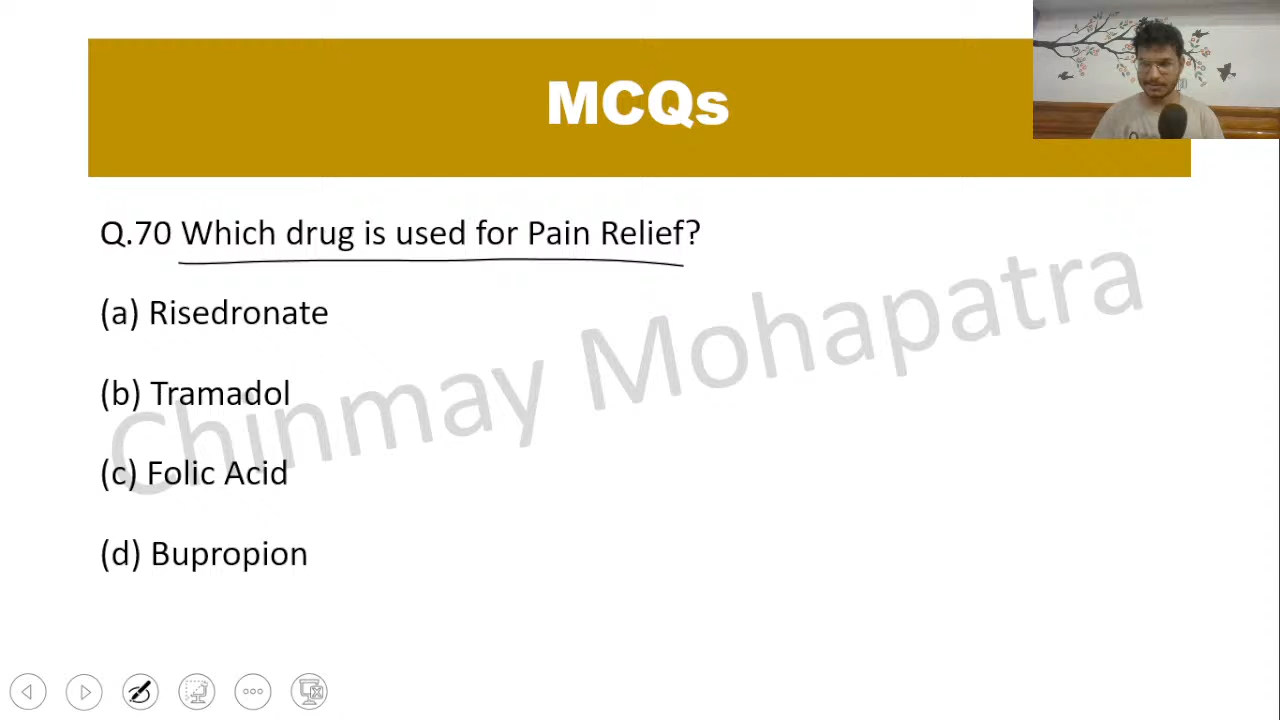 MCQs
Q.70 Which drug is used for Pain Relief?
(a) Risedronate
(b) Tramadol
(c) Folic Acid
(d) Bupropion
Chinmay Mohapatra